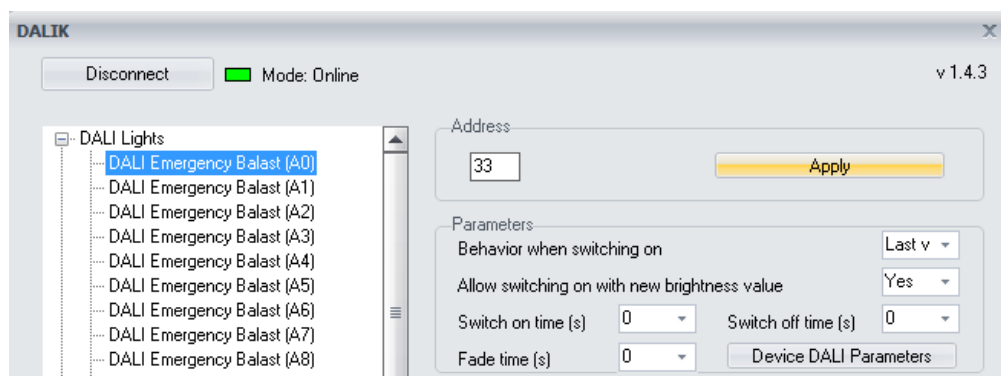 DALIK
Disconnect Mode: Online v 1.4.3
DALI Lights
DALI Emergency Balast (A0)
DALI Emergency Balast (A1)
DALI Emergency Balast (A2)
DALI Emergency Balast (A3)
DALI Emergency Balast (A4)
DALI Emergency Balast (A5)
DALI Emergency Balast (A6)
DALI Emergency Balast (A7)
DALI Emergency Balast (A8)
Address
33 Apply
Parameters
Behavior when switching on Last v
Allow switching on with new brightness value Yes
Switch on time (s) 0 Switch off time (s) 0
Fade time (s) 0 Device DALI Parameters